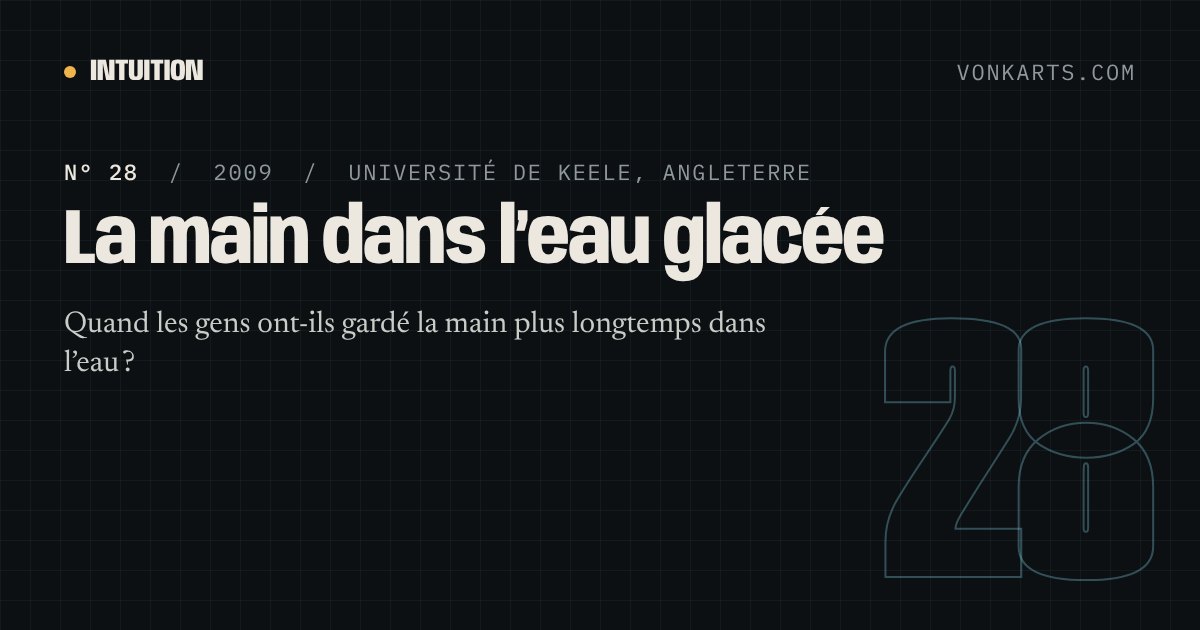 INTUITION
VONKARTS.COM
N° 28 / 2009 / UNIVERSITÉ DE KEELE, ANGLETERRE
La main dans l’eau glacée
Quand les gens ont-ils gardé la main plus longtemps dans
l’eau ?
28